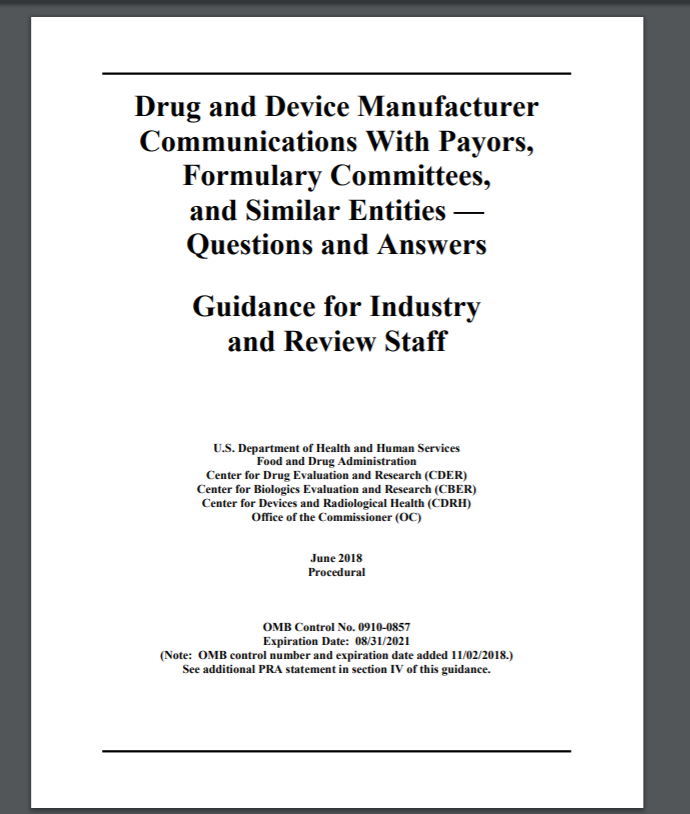 Drug and Device Manufacturer
Communications With Payors,
Formulary Committees,
and Similar Entities —
Questions and Answers
Guidance for Industry
and Review Staff
U.S. Department of Health and Human Services
Food and Drug Administration
Center for Drug Evaluation and Research (CDER)
Center for Biologics Evaluation and Research (CBER)
Center for Devices and Radiological Health (CDRH)
Office of the Commissioner (OC)
June 2018
Procedural
OMB Control No. 0910-0857
Expiration Date:  08/31/2021
(Note:  OMB control number and expiration date added 11/02/2018.)
See additional PRA statement in section IV of this guidance.